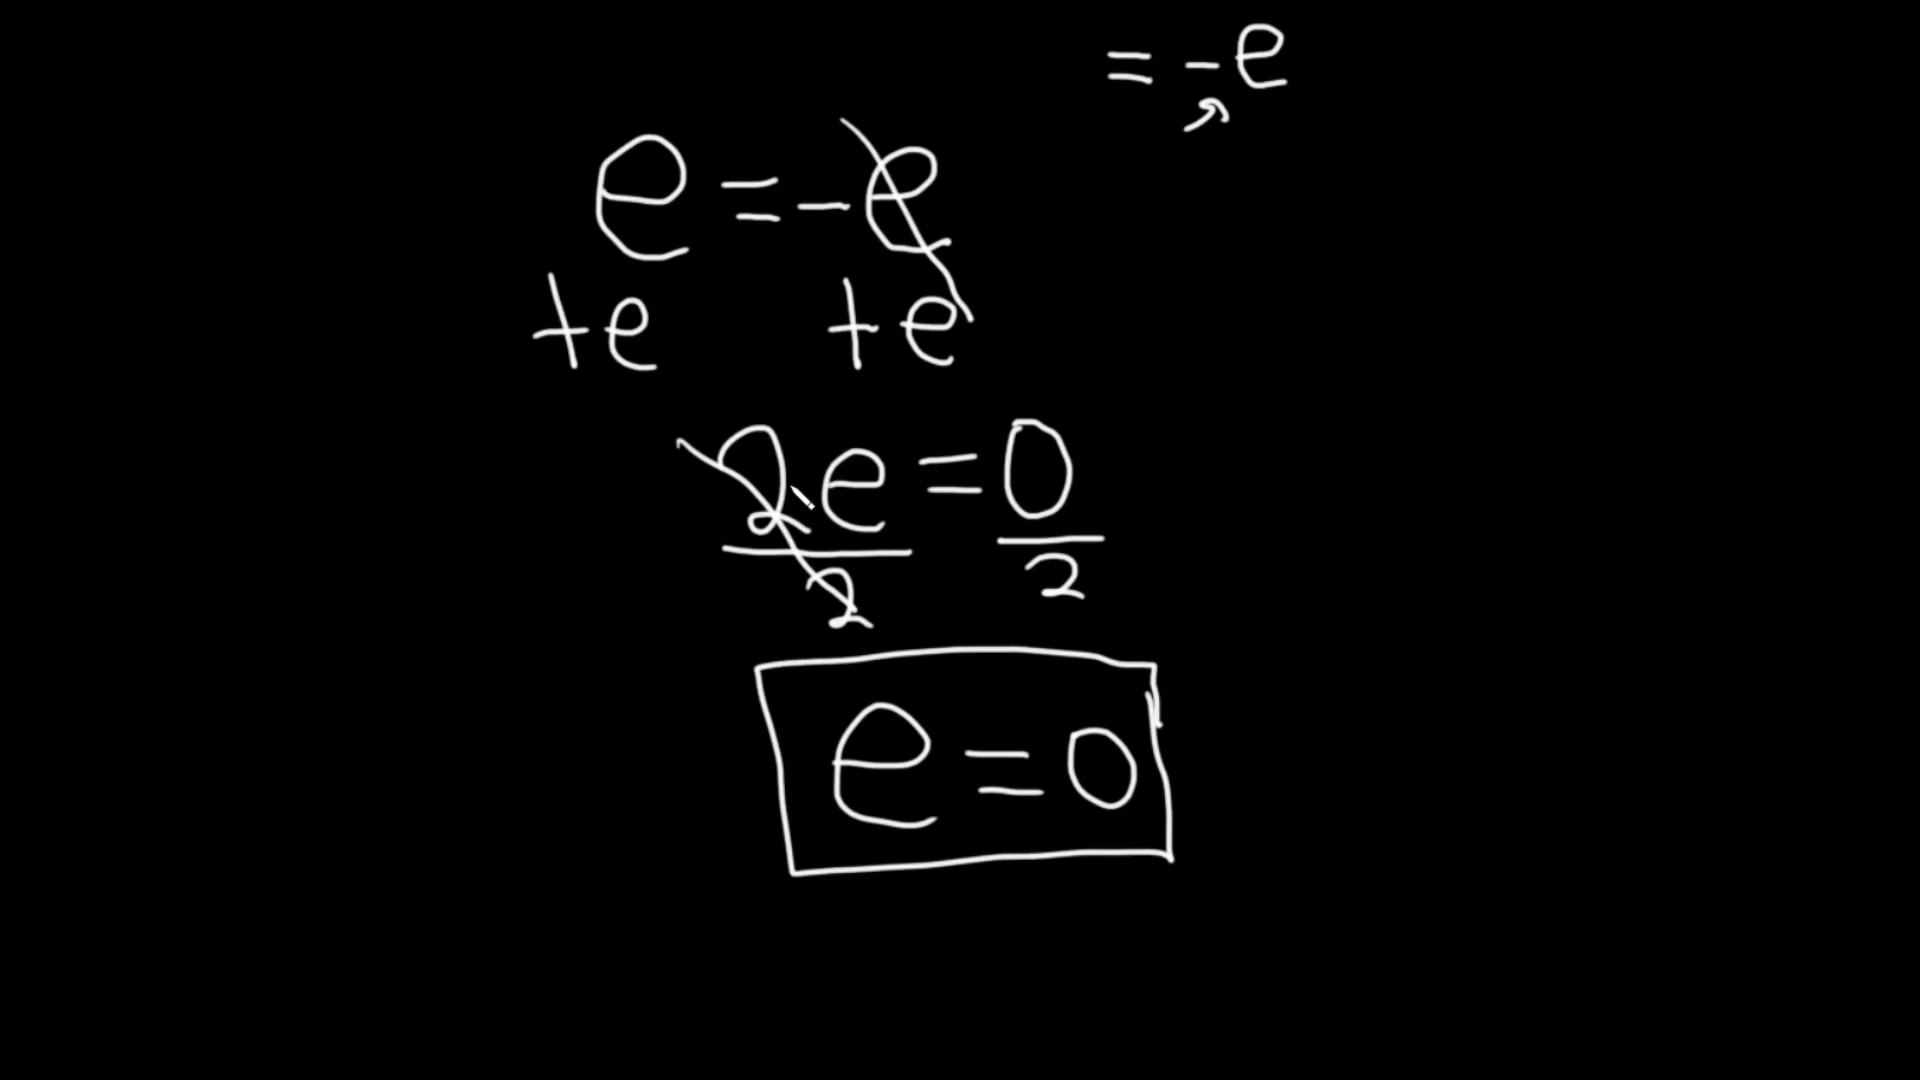 = -e
e = -e
+e +e
2e = 0
2 2
e = 0